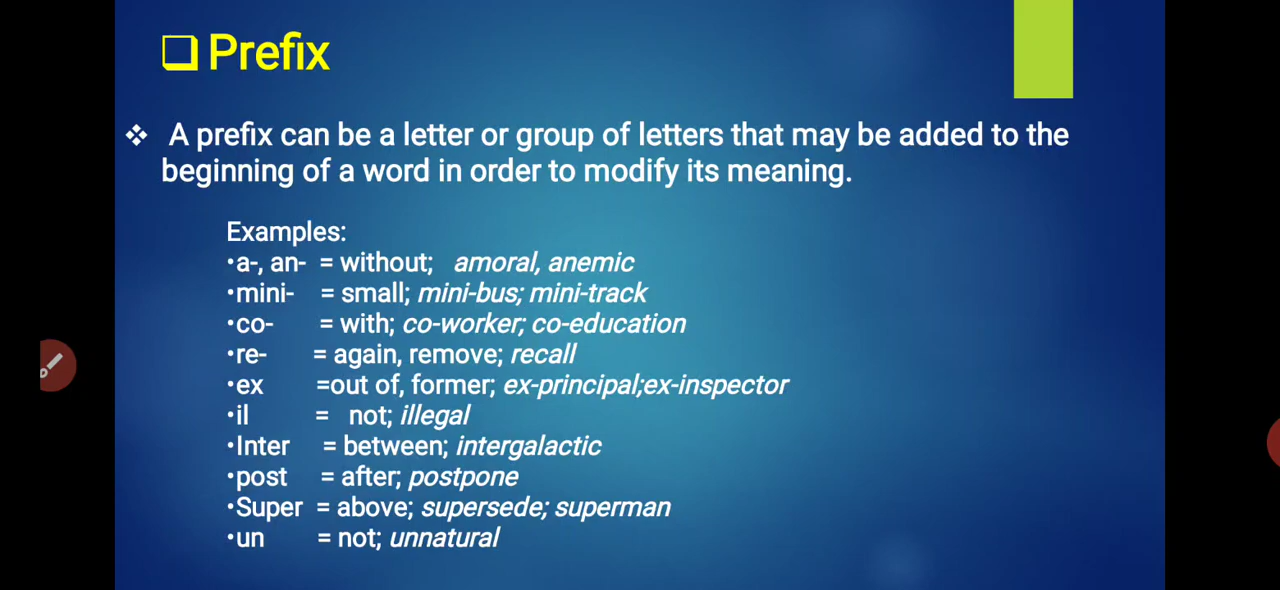 Prefix
A prefix can be a letter or group of letters that may be added to the
beginning of a word in order to modify its meaning.
Examples:
•a-, an- = without; amoral, anemic
•mini- = small; mini-bus; mini-track
•co- = with; co-worker; co-education
•re- = again, remove; recall
•ex =out of, former; ex-principal;ex-inspector
•il = not; illegal
•Inter = between; intergalactic
•post = after; postpone
•Super = above; supersede; superman
•un = not; unnatural